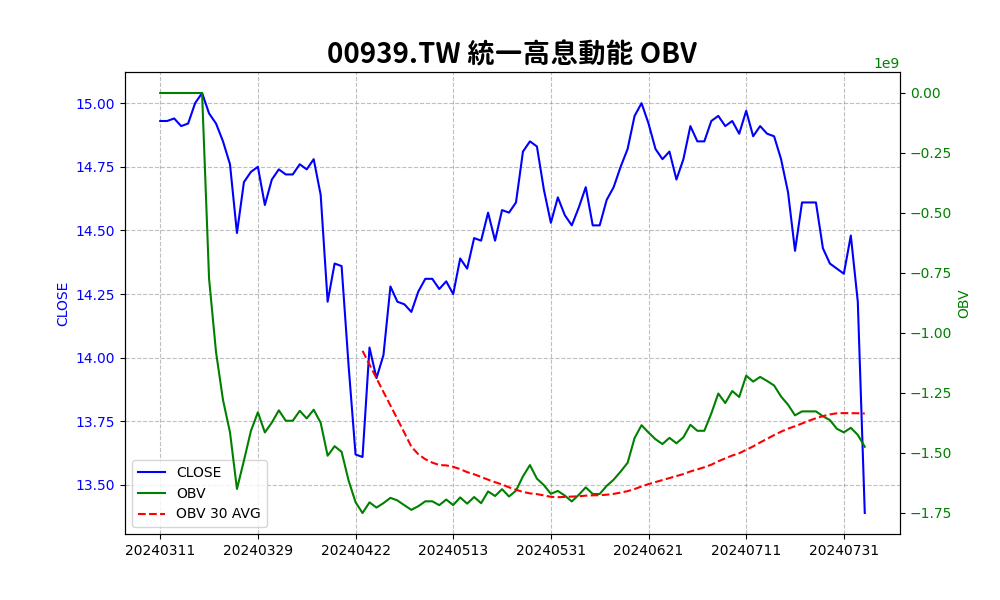 00939.TW 統一高息動能 OBV
1e9
15.00
14.75
14.50
14.25
14.00
13.75
13.50
CLOSE
0.00
−0.25
−0.50
−0.75
−1.00
−1.25
−1.50
−1.75
OBV
CLOSE
OBV
OBV 30 AVG
20240311 20240329 20240422 20240513 20240531 20240621 20240711 20240731